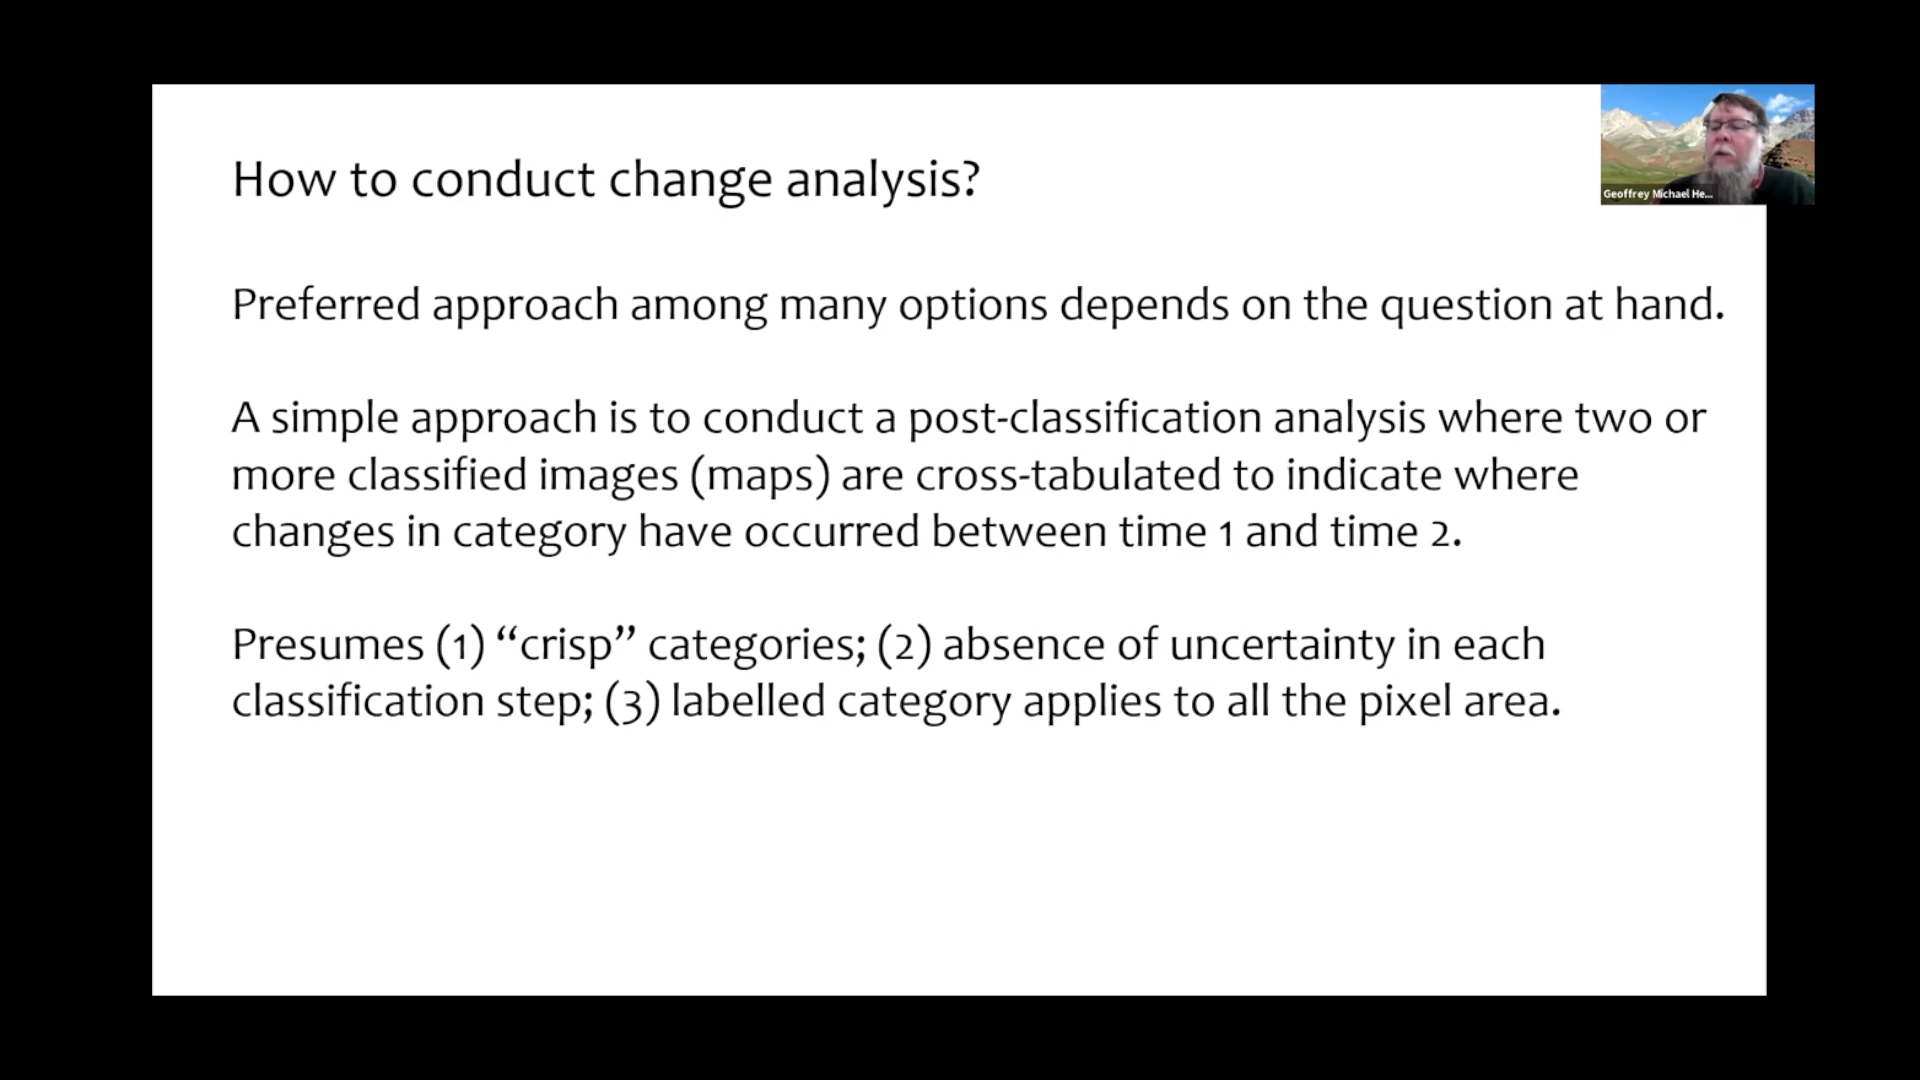 How to conduct change analysis?
Geoffrey Michael He...
Preferred approach among many options depends on the question at hand.
A simple approach is to conduct a post-classification analysis where two or
more classified images (maps) are cross-tabulated to indicate where
changes in category have occurred between time 1 and time 2.
Presumes (1) “crisp” categories; (2) absence of uncertainty in each
classification step; (3) labelled category applies to all the pixel area.